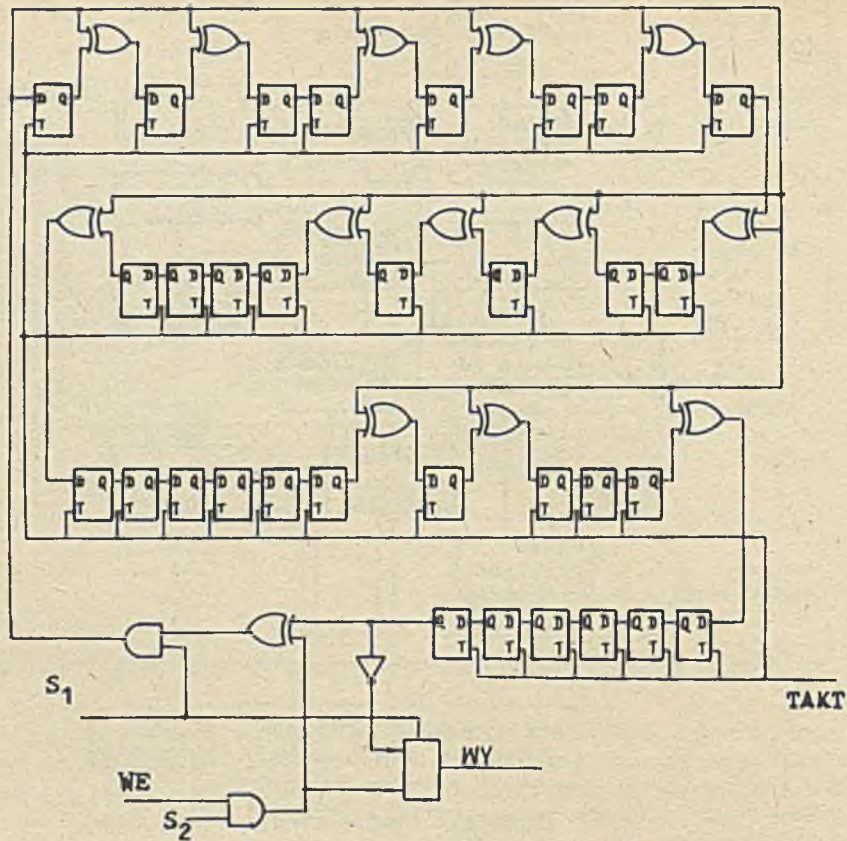 D Q D Q D Q D Q D Q D Q D Q D Q
T T T T T T T T
Q D Q D Q D Q D Q D Q D Q D Q D
T T T T T T T T
D Q D Q D Q D Q D Q D Q D Q D Q D Q D Q
T T T T T T T T T T
Q D Q D Q D Q D Q D Q D
T T T T T T
S1
TAKT
WY
WE
S2